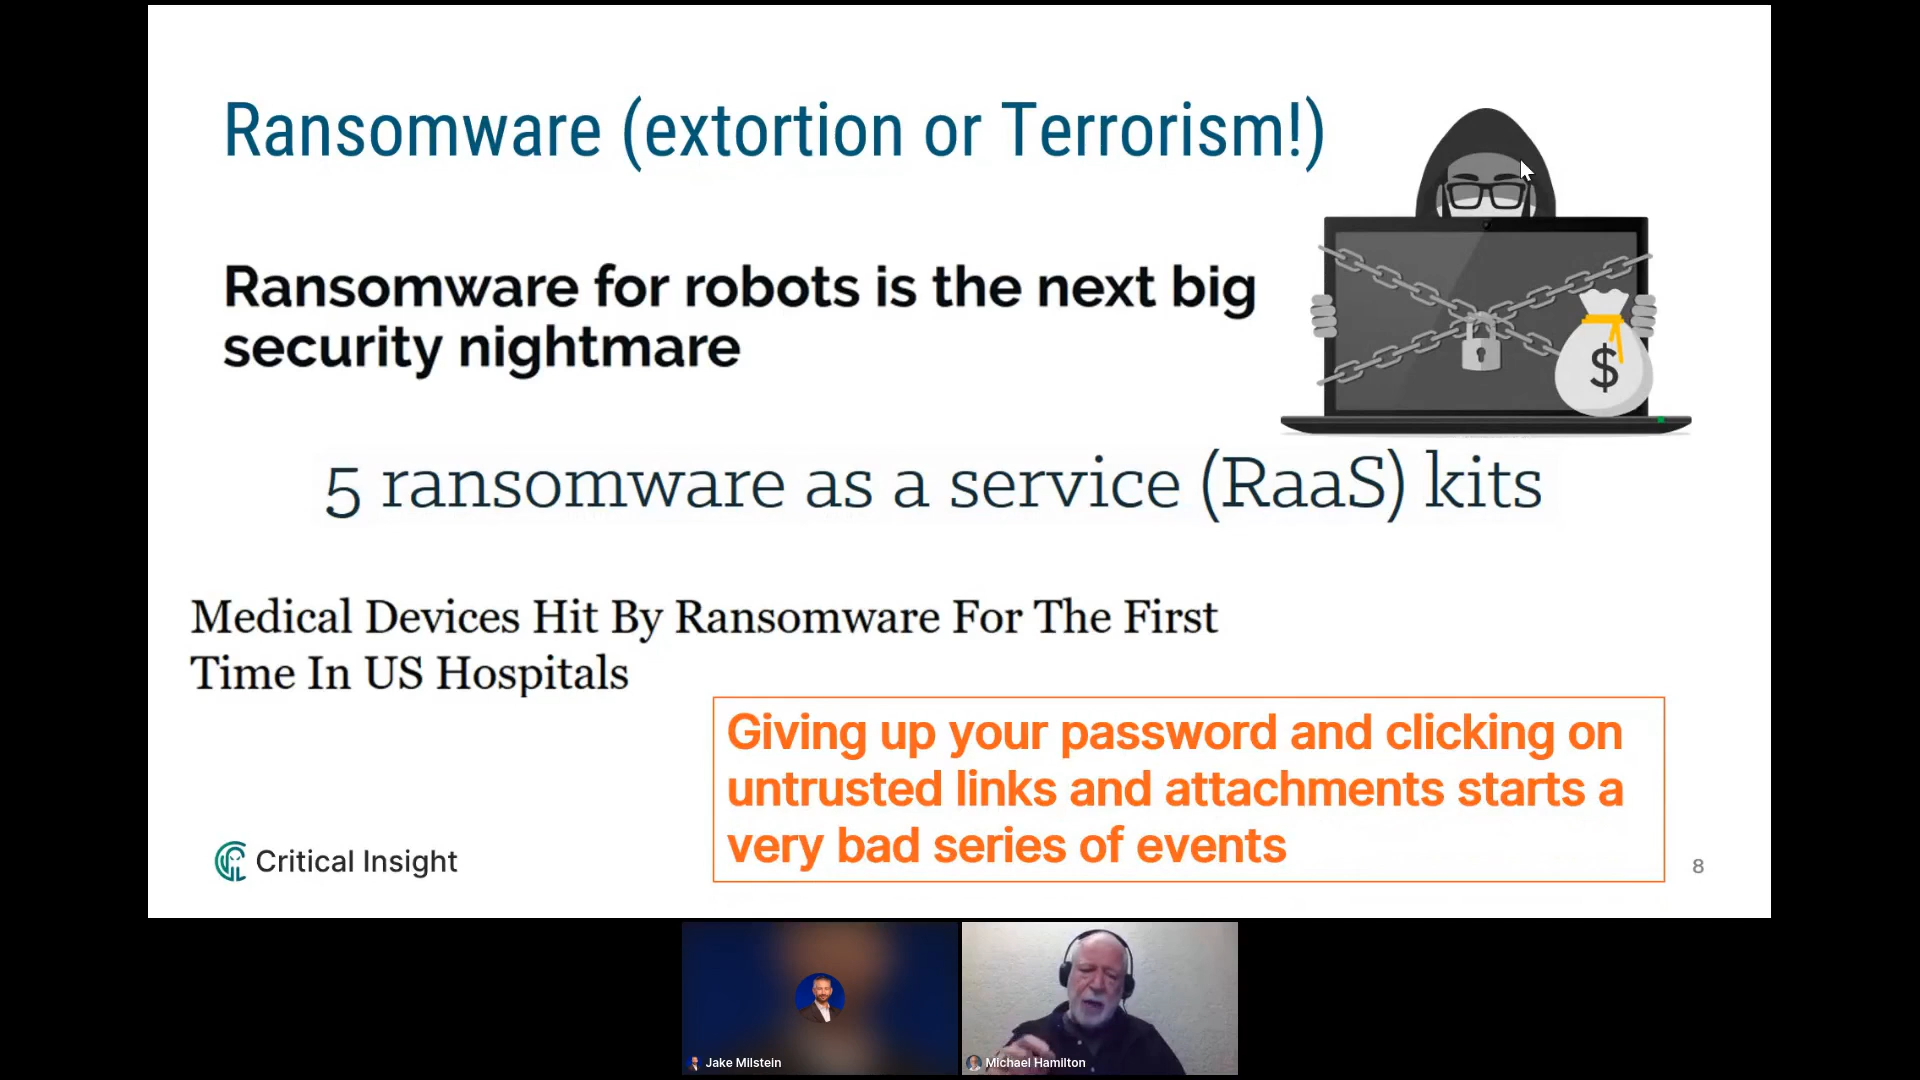 Ransomware (extortion or Terrorism!)
Ransomware for robots is the next big
security nightmare
$
5 ransomware as a service (RaaS) kits
Medical Devices Hit By Ransomware For The First
Time In US Hospitals
Giving up your password and clicking on
untrusted links and attachments starts a
very bad series of events
Critical Insight
8
Jake Milstein
Michael Hamilton